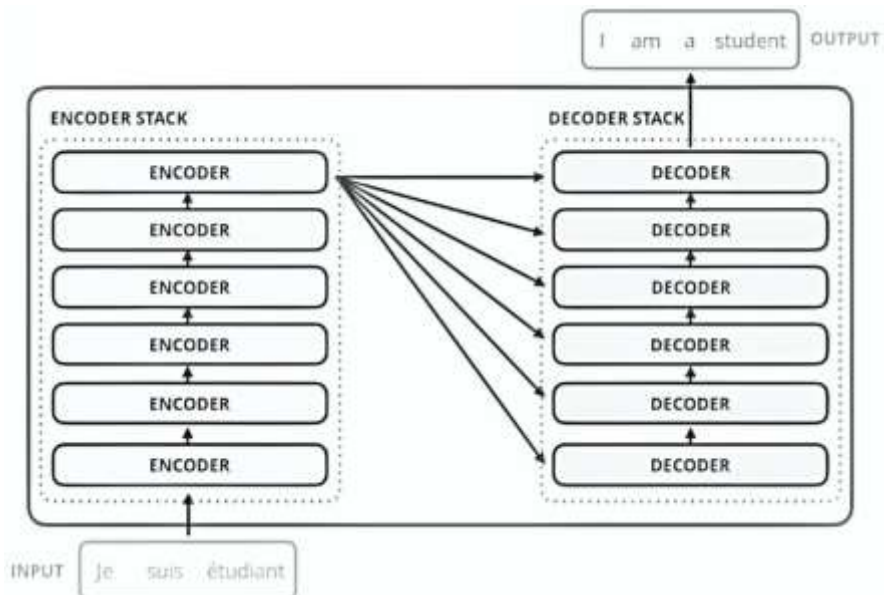 I am a student OUTPUT
ENCODER STACK DECODER STACK
ENCODER DECODER
ENCODER DECODER
ENCODER DECODER
ENCODER DECODER
ENCODER DECODER
ENCODER DECODER
INPUT Je suis étudiant